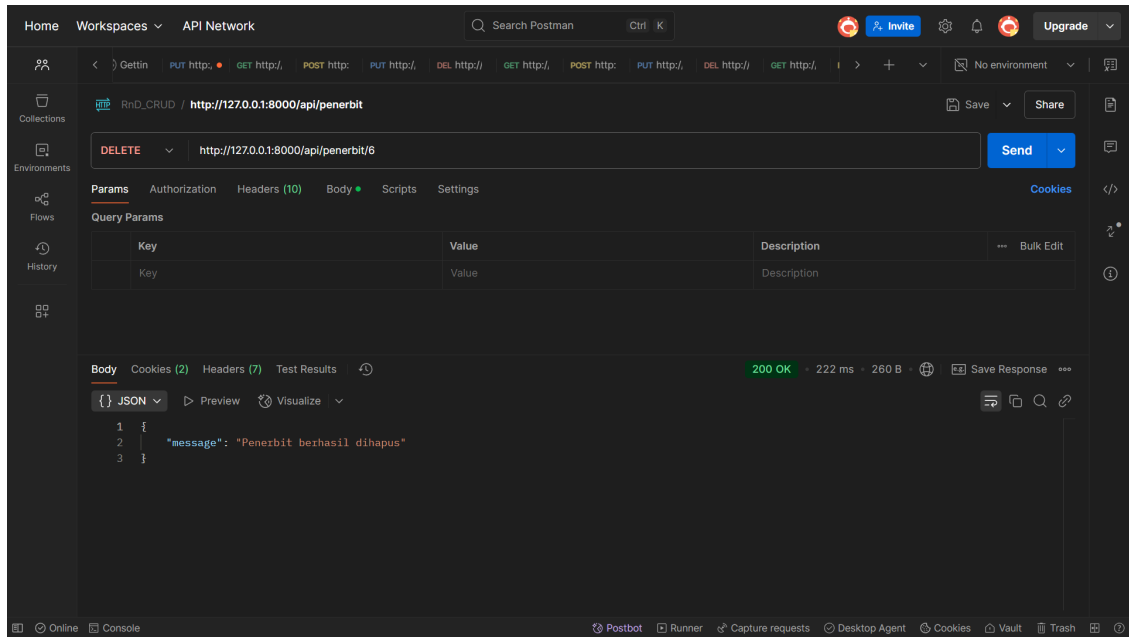 Home Workspaces API Network Search Postman Ctrl K Invite Upgrade
Gettin PUT http:, GET http:/, POST http: PUT http:/, DEL http:// GET http:/, POST http: PUT http:/, DEL http:// GET http:/, No environment
Collections
Environments
Flows
History
HTTP RnD_CRUD / http://127.0.0.1:8000/api/penerbit Save Share
DELETE http://127.0.0.1:8000/api/penerbit/6 Send
Params Authorization Headers (10) Body Scripts Settings Cookies
Query Params
Key Value Description Bulk Edit
Key Value Description
Body Cookies (2) Headers (7) Test Results 200 OK 222 ms 260 B e.g. Save Response
{} JSON Preview Visualize
1 {
2 "message": "Penerbit berhasil dihapus"
3 }
Online Console Postbot Runner Capture requests Desktop Agent Cookies Vault Trash